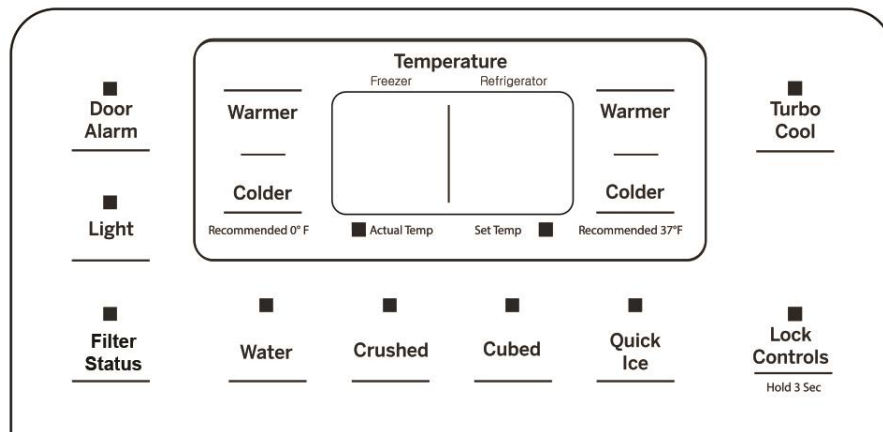 Temperature
Freezer
Refrigerator
Door
Alarm
Warmer
Warmer
Turbo
Cool
Colder
Colder
Light
Recommended 0° F
Actual Temp
Set Temp
Recommended 37°F
Filter
Status
Water
Crushed
Cubed
Quick
Ice
Lock
Controls
Hold 3 Sec